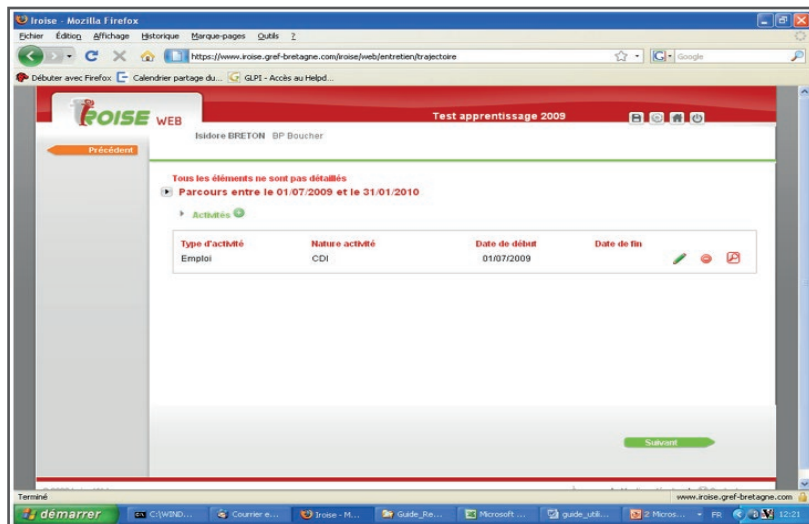 Iroise - Mozilla Firefox
Fichier Édition Affichage Historique Marque-pages Outils ?
https://www.iroise.gref-bretagne.com/iroise/web/entretien/trajectoire
Google
Débuter avec Firefox Calendrier partage du... GLPI - Accès au Helpd...
IROISE WEB
Test apprentissage 2009
Isidore BRETON BP Boucher
Précédent
Tous les éléments ne sont pas détaillés
Parcours entre le 01/07/2009 et le 31/01/2010
Activités
Type d'activité Nature activité Date de début Date de fin
Emploi CDI 01/07/2009
Suivant
Terminé www.iroise.gref-bretagne.com
démarrer C:\WIND... Courrier e... Iroise - M... Guide_Re... Microsoft ... guide_utili... 2 Micros... FR 12:21